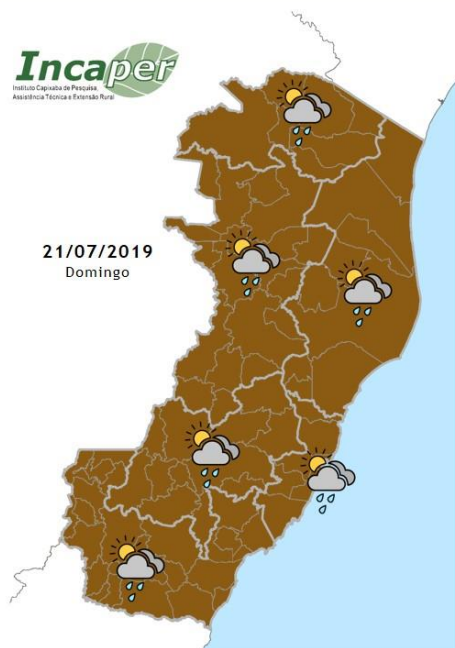 Incaper
Instituto Capixaba de Pesquisa,
Assistência Técnica e Extensão Rural
21/07/2019
Domingo